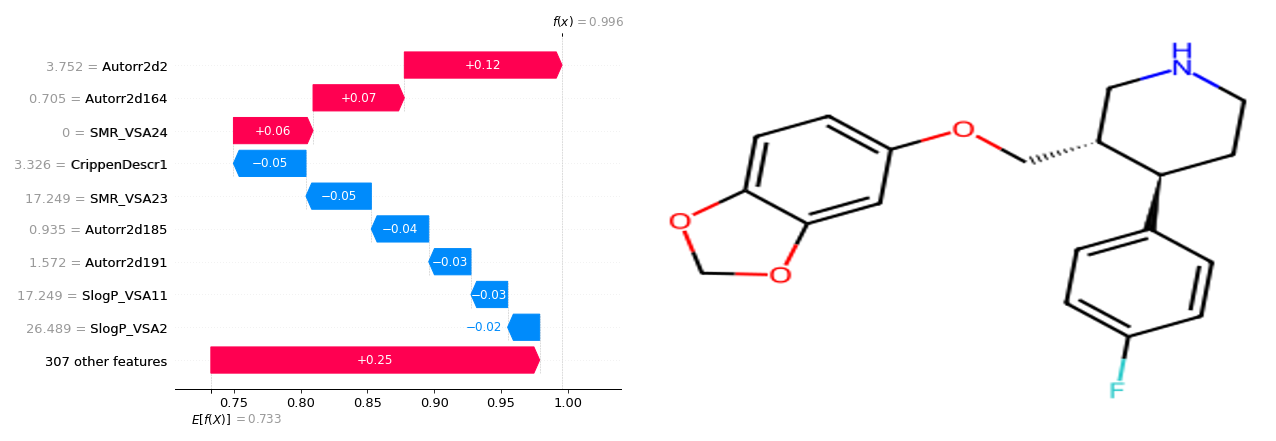 f(x) = 0.996
3.752 = Autorr2d2
+0.12
0.705 = Autorr2d164
+0.07
0 = SMR_VSA24
+0.06
3.326 = CrippenDescr1
−0.05
17.249 = SMR_VSA23
−0.05
0.935 = Autorr2d185
−0.04
1.572 = Autorr2d191
−0.03
17.249 = SlogP_VSA11
−0.03
26.489 = SlogP_VSA2
−0.02
307 other features
+0.25
0.75 0.80 0.85 0.90 0.95 1.00
E[f(X)] = 0.733
H
N
O
O
O
F